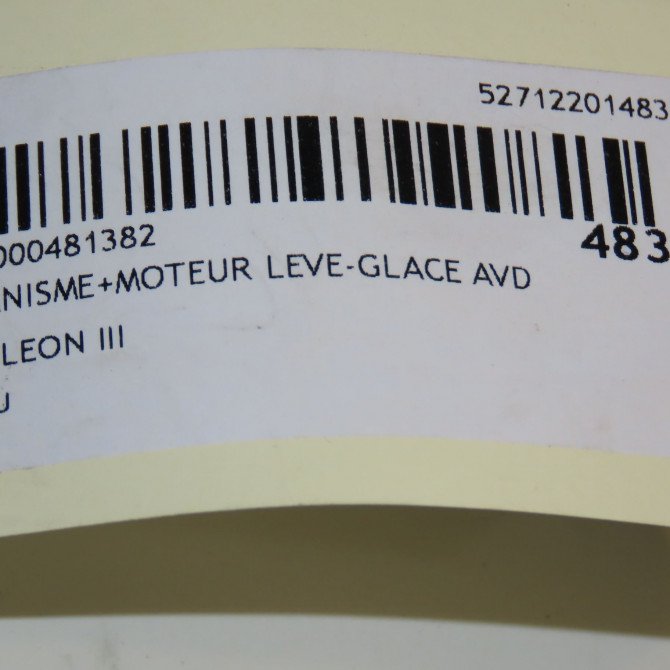 52712201483
000481382
483
NISME+MOTEUR LEVE-GLACE AVD
LEON III
U